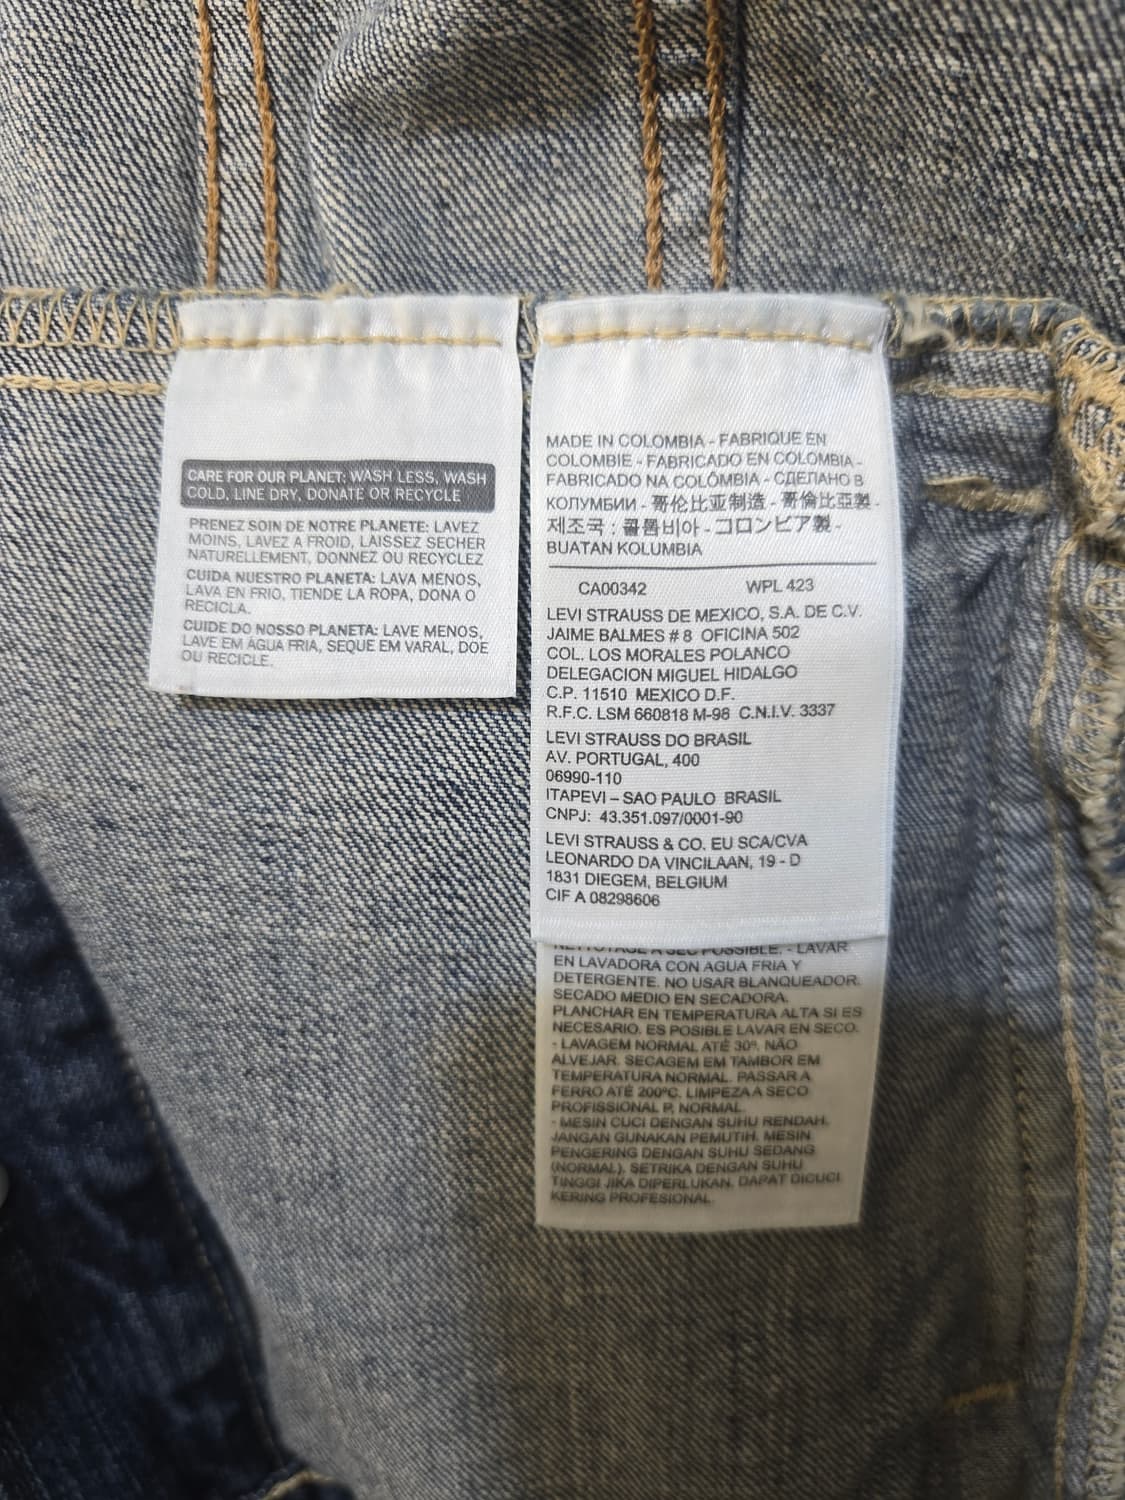 CARE FOR OUR PLANET: WASH LESS, WASH
COLD, LINE DRY, DONATE OR RECYCLE
PRENEZ SOIN DE NOTRE PLANETE: LAVEZ
MOINS, LAVEZ A FROID, LAISSEZ SECHER
NATURELLEMENT, DONNEZ OU RECYCLEZ
CUIDA NUESTRO PLANETA: LAVA MENOS,
LAVA EN FRIO, TIENDE LA ROPA, DONA O
RECICLA.
CUIDE DO NOSSO PLANETA: LAVE MENOS,
LAVE EM ÁGUA FRIA, SEQUE EM VARAL, DOE
OU RECICLE.
MADE IN COLOMBIA - FABRIQUE EN
COLOMBIE - FABRICADO EN COLOMBIA -
FABRICADO NA COLÔMBIA - СДЕЛАНО В
КОЛУМБИИ - 哥伦比亚制造 - 哥倫比亞製 -
제조국 : 콜롬비아 - コロンビア製 -
BUATAN KOLUMBIA
CA00342 WPL 423
LEVI STRAUSS DE MEXICO, S.A. DE C.V.
JAIME BALMES # 8 OFICINA 502
COL. LOS MORALES POLANCO
DELEGACION MIGUEL HIDALGO
C.P. 11510 MEXICO D.F.
R.F.C. LSM 660818 M-98 C.N.I.V. 3337
LEVI STRAUSS DO BRASIL
AV. PORTUGAL, 400
06990-110
ITAPEVI – SAO PAULO BRASIL
CNPJ: 43.351.097/0001-90
LEVI STRAUSS & CO. EU SCA/CVA
LEONARDO DA VINCILAAN, 19 - D
1831 DIEGEM, BELGIUM
CIF A 08298606
NETTOYAGE A SEC POSSIBLE. - LAVAR
EN LAVADORA CON AGUA FRIA Y
DETERGENTE. NO USAR BLANQUEADOR.
SECADO MEDIO EN SECADORA.
PLANCHAR EN TEMPERATURA ALTA SI ES
NECESARIO. ES POSIBLE LAVAR EN SECO.
- LAVAGEM NORMAL ATÉ 30º. NÃO
ALVEJAR. SECAGEM EM TAMBOR EM
TEMPERATURA NORMAL. PASSAR A
FERRO ATÉ 200ºC. LIMPEZA A SECO
PROFISSIONAL P, NORMAL.
- MESIN CUCI DENGAN SUHU RENDAH.
JANGAN GUNAKAN PEMUTIH. MESIN
PENGERING DENGAN SUHU SEDANG
(NORMAL). SETRIKA DENGAN SUHU
TINGGI JIKA DIPERLUKAN. DAPAT DICUCI
KERING PROFESIONAL.